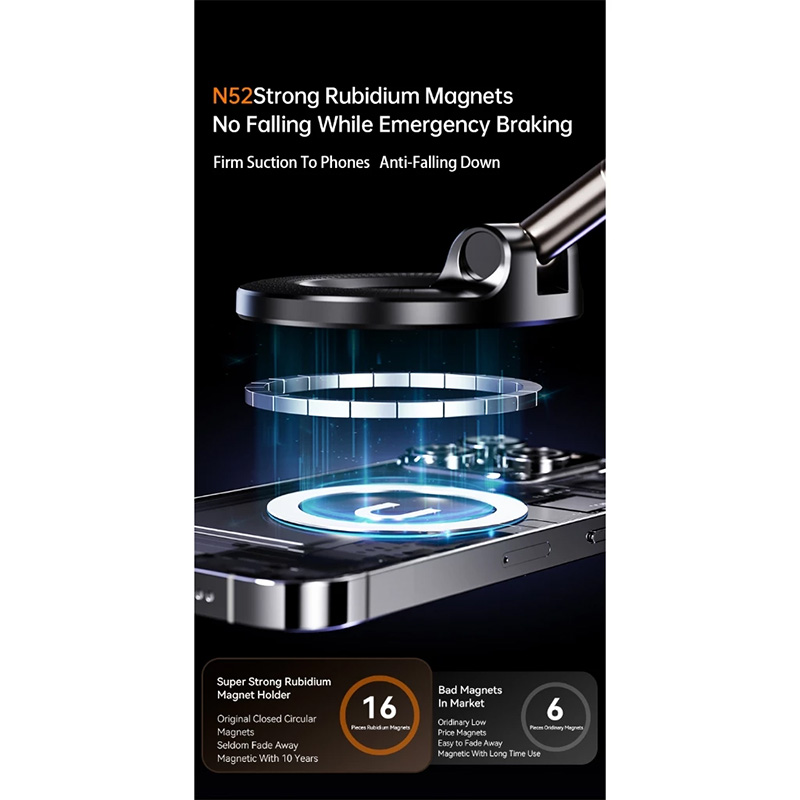 N52Strong Rubidium Magnets
No Falling While Emergency Braking
Firm Suction To Phones Anti-Falling Down
Super Strong Rubidium
Magnet Holder
16
Pieces Rubidium Magnets
Original Closed Circular
Magnets
Seldom Fade Away
Magnetic With 10 Years
Bad Magnets
In Market
6
Pieces Ordinary Magnets
Ordinary Low
Price Magnets
Easy to Fade Away
Magnetic With Long Time Use